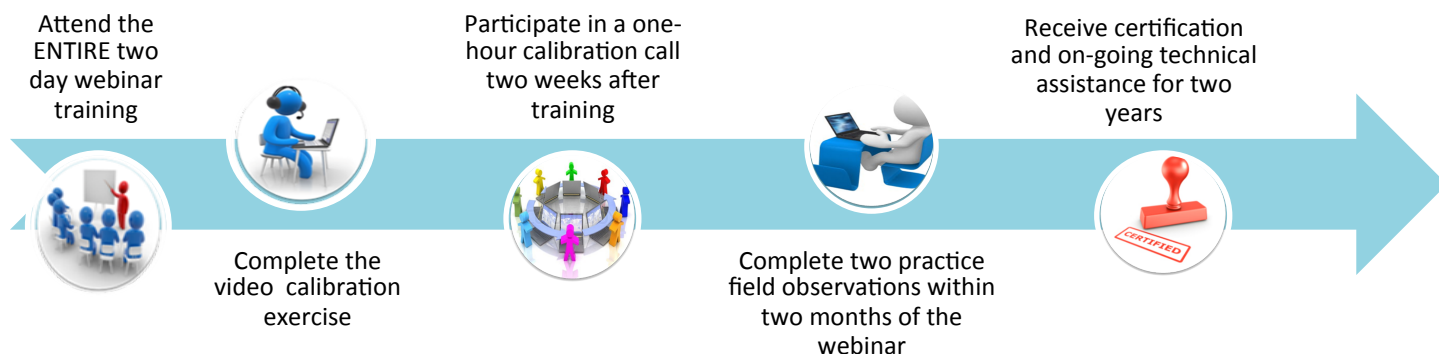 Attend the
ENTIRE two
day webinar
training
Complete the
video calibration
exercise
Participate in a one-
hour calibration call
two weeks after
training
Complete two practice
field observations within
two months of the
webinar
Receive certification
and on-going technical
assistance for two
years
CERTIFIED